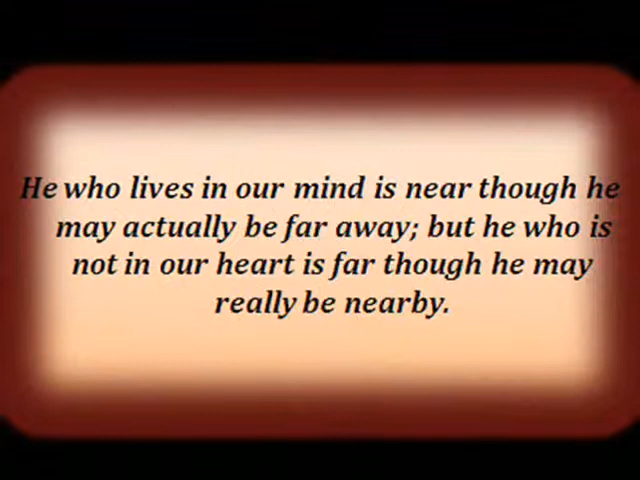 He who lives in our mind is near though he
may actually be far away; but he who is
not in our heart is far though he may
really be nearby.